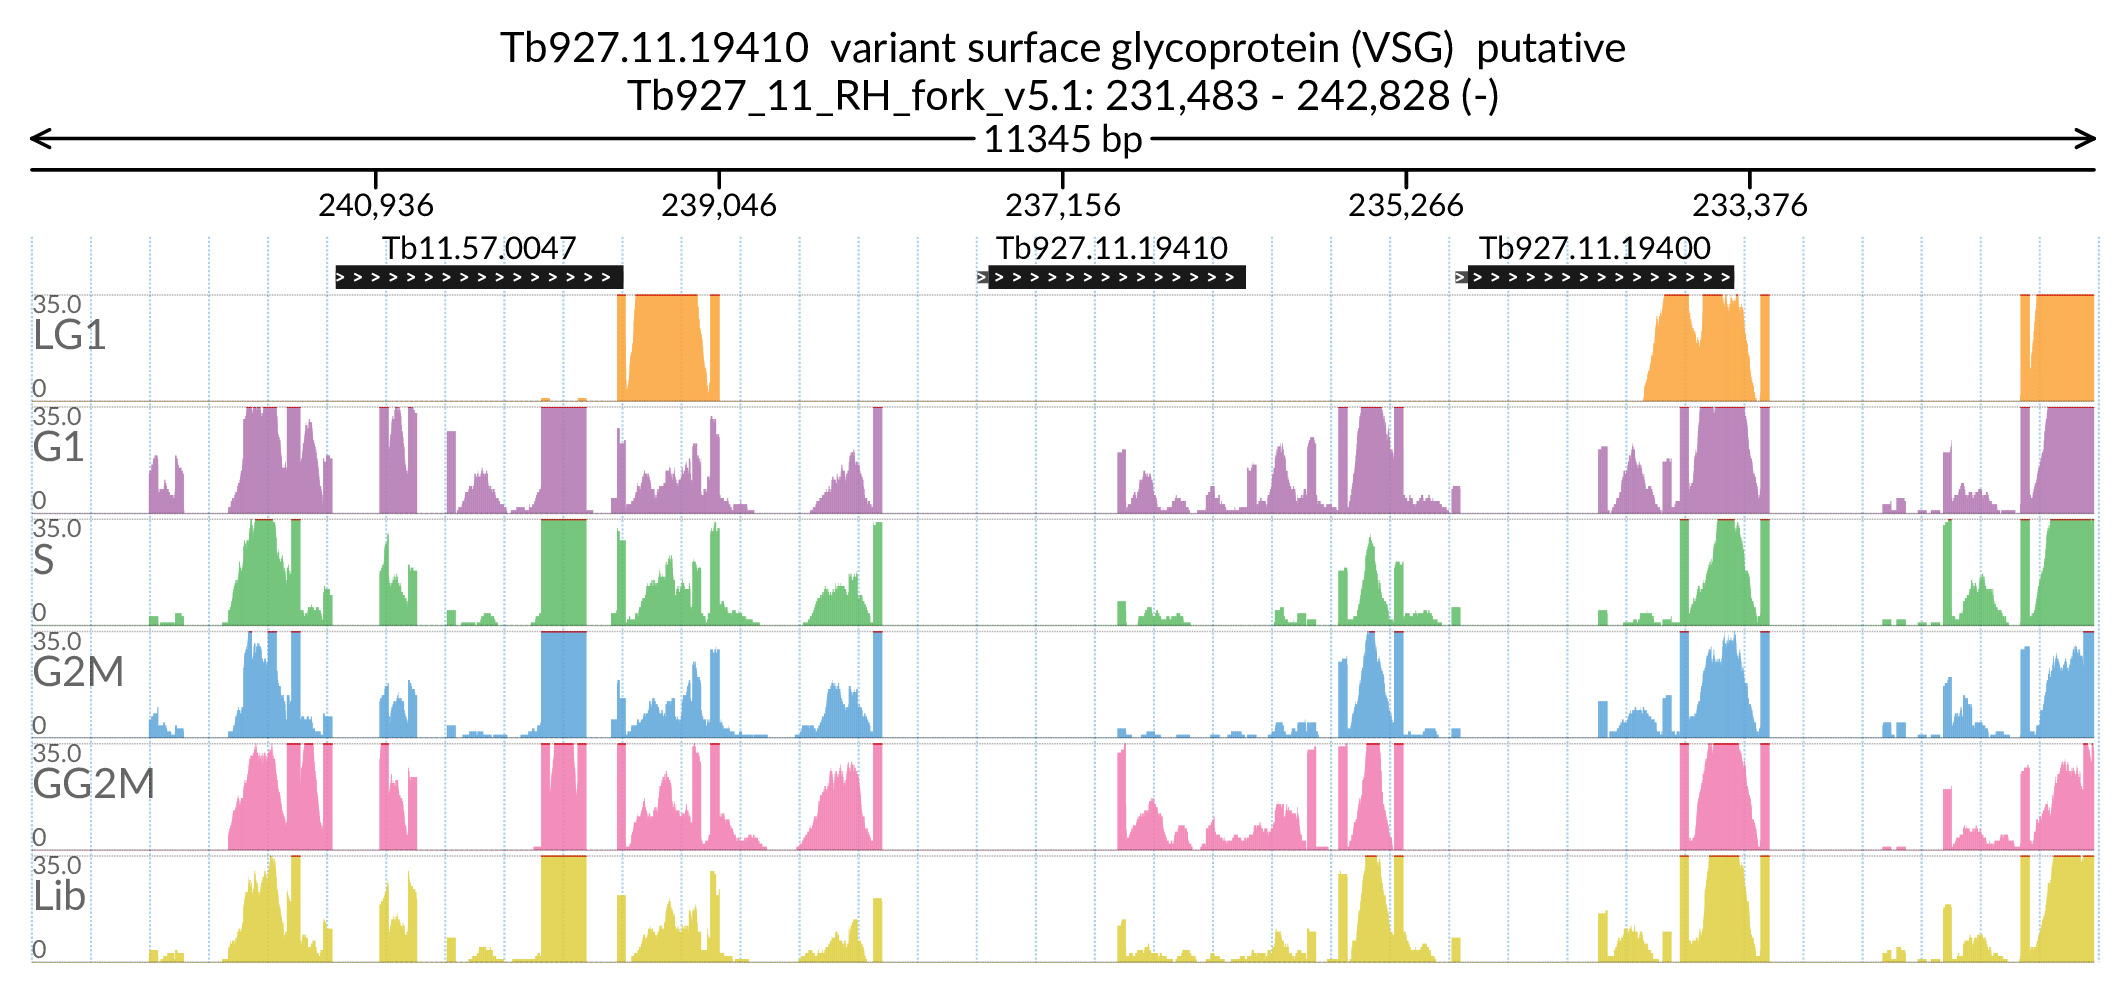 Tb927.11.19410 variant surface glycoprotein (VSG) putative
Tb927_11_RH_fork_v5.1: 231,483 - 242,828 (-)
11345 bp
240,936 239,046 237,156 235,266 233,376
Tb11.57.0047 Tb927.11.19410 Tb927.11.19400
35.0
LG1
0
35.0
G1
0
35.0
S
0
35.0
G2M
0
35.0
GG2M
0
35.0
Lib
0